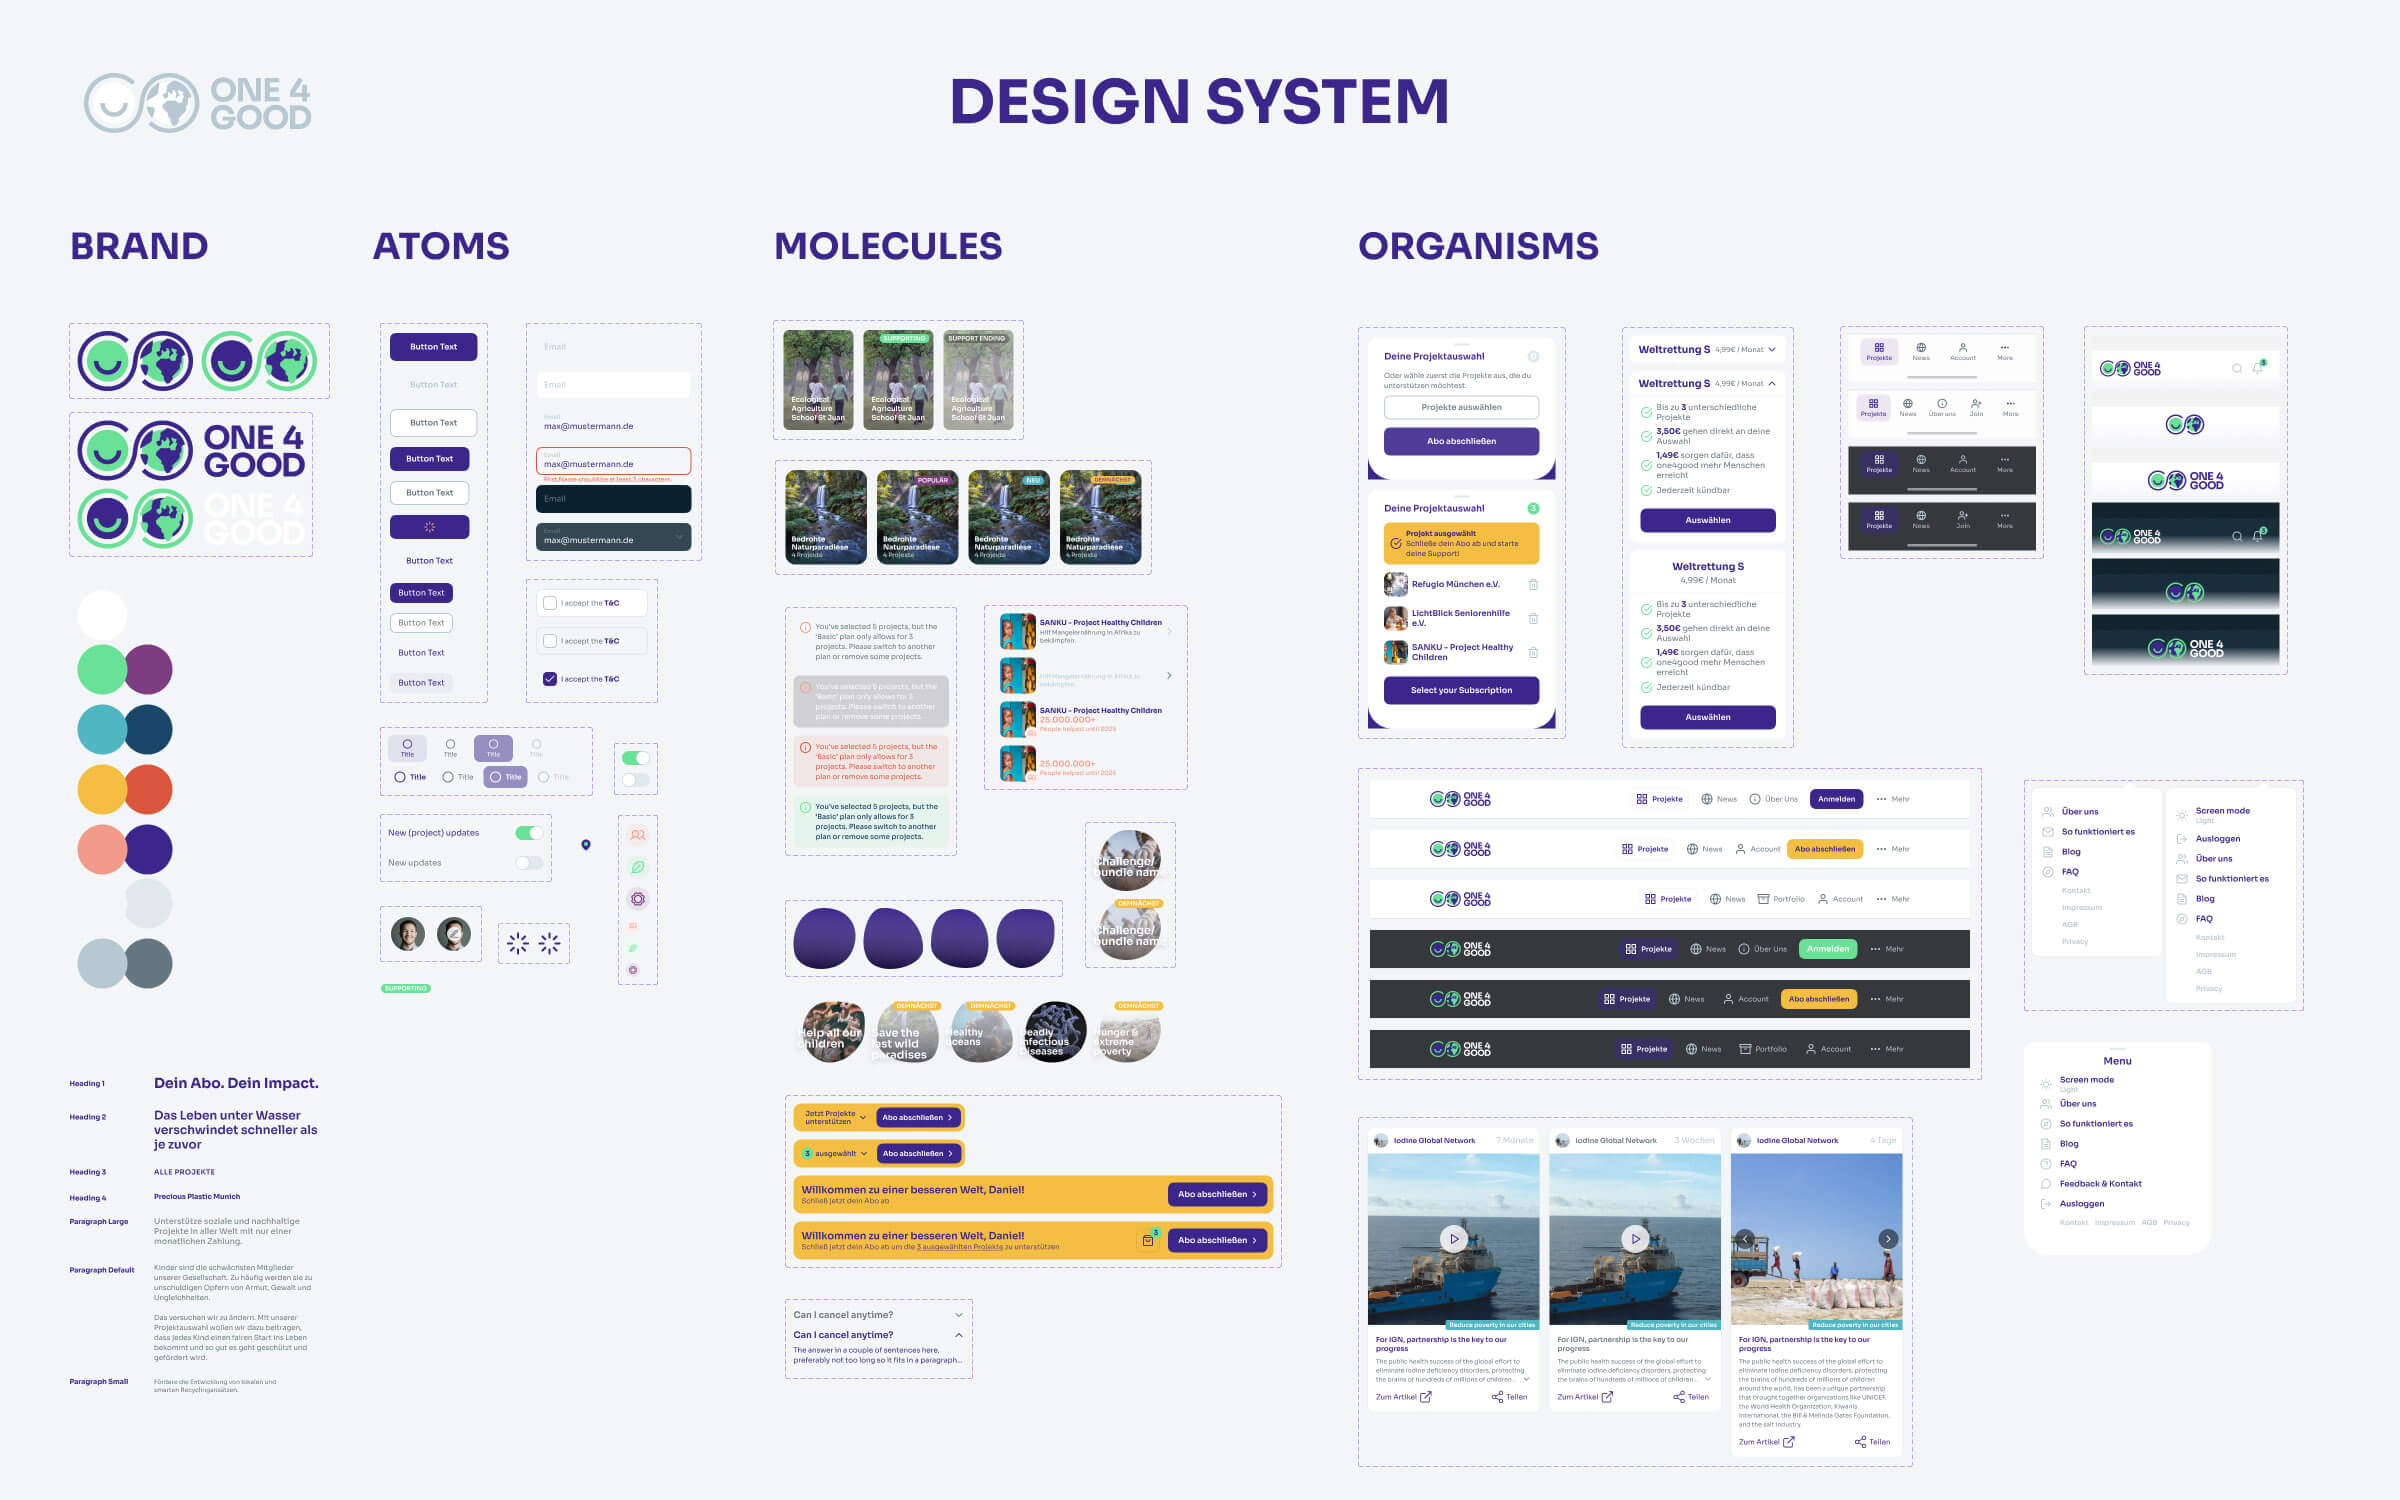 ONE 4
GOOD
DESIGN SYSTEM
BRAND
ONE 4
GOOD
ONE 4
GOOD
Heading 1
Dein Abo. Dein Impact.
Heading 2
Das Leben unter Wasser
verschwindet schneller als
je zuvor
Heading 3
ALLE PROJEKTE
Heading 4
Precious Plastic Munich
Paragraph Large
Unterstütze soziale und nachhaltige
Projekte in aller Welt mit nur einer
monatlichen Zahlung.
Paragraph Default
Kinder sind die schwächsten Mitglieder
unserer Gesellschaft. Zu häufig werden sie zu
unschuldigen Opfern von Armut, Gewalt und
Ungleichheiten.
Das versuchen wir zu ändern. Mit unserer
Projektauswahl wollen wir dazu beitragen,
dass jedes Kind einen fairen Start ins Leben
bekommt und so gut es geht geschützt und
gefördert wird.
Paragraph Small
Fördere die Entwicklung von lokalen und
smarten Recyclingansätzen.
ATOMS
Button Text
Button Text
Button Text
Button Text
Button Text
Button Text
Button Text
Button Text
Button Text
Button Text
Email
Email
Email
max@mustermann.de
Email
max@mustermann.de
First Name should be at least 3 characters.
Email
Email
max@mustermann.de
I accept the T&C
I accept the T&C
I accept the T&C
Title
Title
Title
Title
Title
Title
Title
Title
New (project) updates
New updates
SUPPORTING
MOLECULES
Ecological
Agriculture
School St Juan
SUPPORTING
Ecological
Agriculture
School St Juan
SUPPORT ENDING
Ecological
Agriculture
School St Juan
Bedrohte
Naturparadiese
4 Projekte
POPULÄR
Bedrohte
Naturparadiese
4 Projekte
NEU
Bedrohte
Naturparadiese
4 Projekte
DEMNÄCHST
Bedrohte
Naturparadiese
4 Projekte
You've selected 5 projects, but the
'Basic' plan only allows for 3
projects. Please switch to another
plan or remove some projects.
You've selected 5 projects, but the
'Basic' plan only allows for 3
projects. Please switch to another
plan or remove some projects.
You've selected 5 projects, but the
'Basic' plan only allows for 3
projects. Please switch to another
plan or remove some projects.
You've selected 5 projects, but the
'Basic' plan only allows for 3
projects. Please switch to another
plan or remove some projects.
SANKU - Project Healthy Children
Hilf Mangelernährung in Afrika zu
bekämpfen.
Hilf Mangelernährung in Afrika zu
bekämpfen.
SANKU - Project Healthy Children
25.000.000+
People helpest until 2025
25.000.000+
People helpest until 2025
Challenge/
bundle name
DEMNÄCHST
Challenge/
bundle name
Help all our
children
DEMNÄCHST
Save the
last wild
paradises
DEMNÄCHST
Healthy
oceans
Deadly
infectious
diseases
DEMNÄCHST
Hunger &
extreme
poverty
Jetzt Projekte
unterstützen
Abo abschließen
3 ausgewählt
Abo abschließen
Willkommen zu einer besseren Welt, Daniel!
Schließ jetzt dein Abo ab
Abo abschließen
Willkommen zu einer besseren Welt, Daniel!
Schließ jetzt dein Abo ab um die 3 ausgewählten Projekte zu unterstützen
3
Abo abschließen
Can I cancel anytime?
Can I cancel anytime?
The answer in a couple of sentences here,
preferably not too long so it fits in a paragraph...
ORGANISMS
Deine Projektauswahl
0
Oder wähle zuerst die Projekte aus, die du
unterstützen möchtest.
Projekte auswählen
Abo abschließen
Deine Projektauswahl
3
Projekt ausgewählt
Schließe dein Abo ab und starte
deine Support!
Refugio München e.V.
LichtBlick Seniorenhilfe
e.V.
SANKU - Project Healthy
Children
Select your Subscription
Weltrettung S 4,99€ / Monat
Weltrettung S 4,99€ / Monat
Bis zu 3 unterschiedliche
Projekte
3,50€ gehen direkt an deine
Auswahl
1,49€ sorgen dafür, dass
one4good mehr Menschen
erreicht
Jederzeit kündbar
Auswählen
Weltrettung S
4,99€ / Monat
Bis zu 3 unterschiedliche
Projekte
3,50€ gehen direkt an deine
Auswahl
1,49€ sorgen dafür, dass
one4good mehr Menschen
erreicht
Jederzeit kündbar
Auswählen
Projekte News Account More
Projekte News Über uns Join More
Projekte News Account More
Projekte News Join More
ONE 4
GOOD
3
ONE 4
GOOD
ONE 4
GOOD
3
ONE 4
GOOD
ONE 4
GOOD
Projekte News Über Uns Anmelden Mehr
ONE 4
GOOD
Projekte News Account Abo abschließen Mehr
ONE 4
GOOD
Projekte News Portfolio Account Mehr
ONE 4
GOOD
Projekte News Über Uns Anmelden Mehr
ONE 4
GOOD
Projekte News Account Abo abschließen Mehr
ONE 4
GOOD
Projekte News Portfolio Account Mehr
Über uns
So funktioniert es
Blog
FAQ
Kontakt
Impressum
AGB
Privacy
Screen mode
Light
Ausloggen
Über uns
So funktioniert es
Blog
FAQ
Kontakt
Impressum
AGB
Privacy
Menu
Screen mode
Light
Über uns
So funktioniert es
Blog
FAQ
Feedback & Kontakt
Ausloggen
Kontakt Impressum AGB Privacy
Iodine Global Network 7 Monate
Reduce poverty in our cities
For IGN, partnership is the key to our
progress
The public health success of the global effort to
eliminate iodine deficiency disorders, protecting
the brains of hundreds of millions of children...
Zum Artikel Teilen
Iodine Global Network 3 Wochen
Reduce poverty in our cities
For IGN, partnership is the key to our
progress
The public health success of the global effort to
eliminate iodine deficiency disorders, protecting
the brains of hundreds of millions of children...
Zum Artikel Teilen
Iodine Global Network 4 Tage
Reduce poverty in our cities
For IGN, partnership is the key to our
progress
The public health success of the global effort to
eliminate iodine deficiency disorders, protecting
the brains of hundreds of millions of children
around the world, has been a unique partnership
that brought together organizations like UNICEF,
the World Health Organization, Kiwanis
International, the Bill & Melinda Gates Foundation,
and the salt industry.
Zum Artikel Teilen